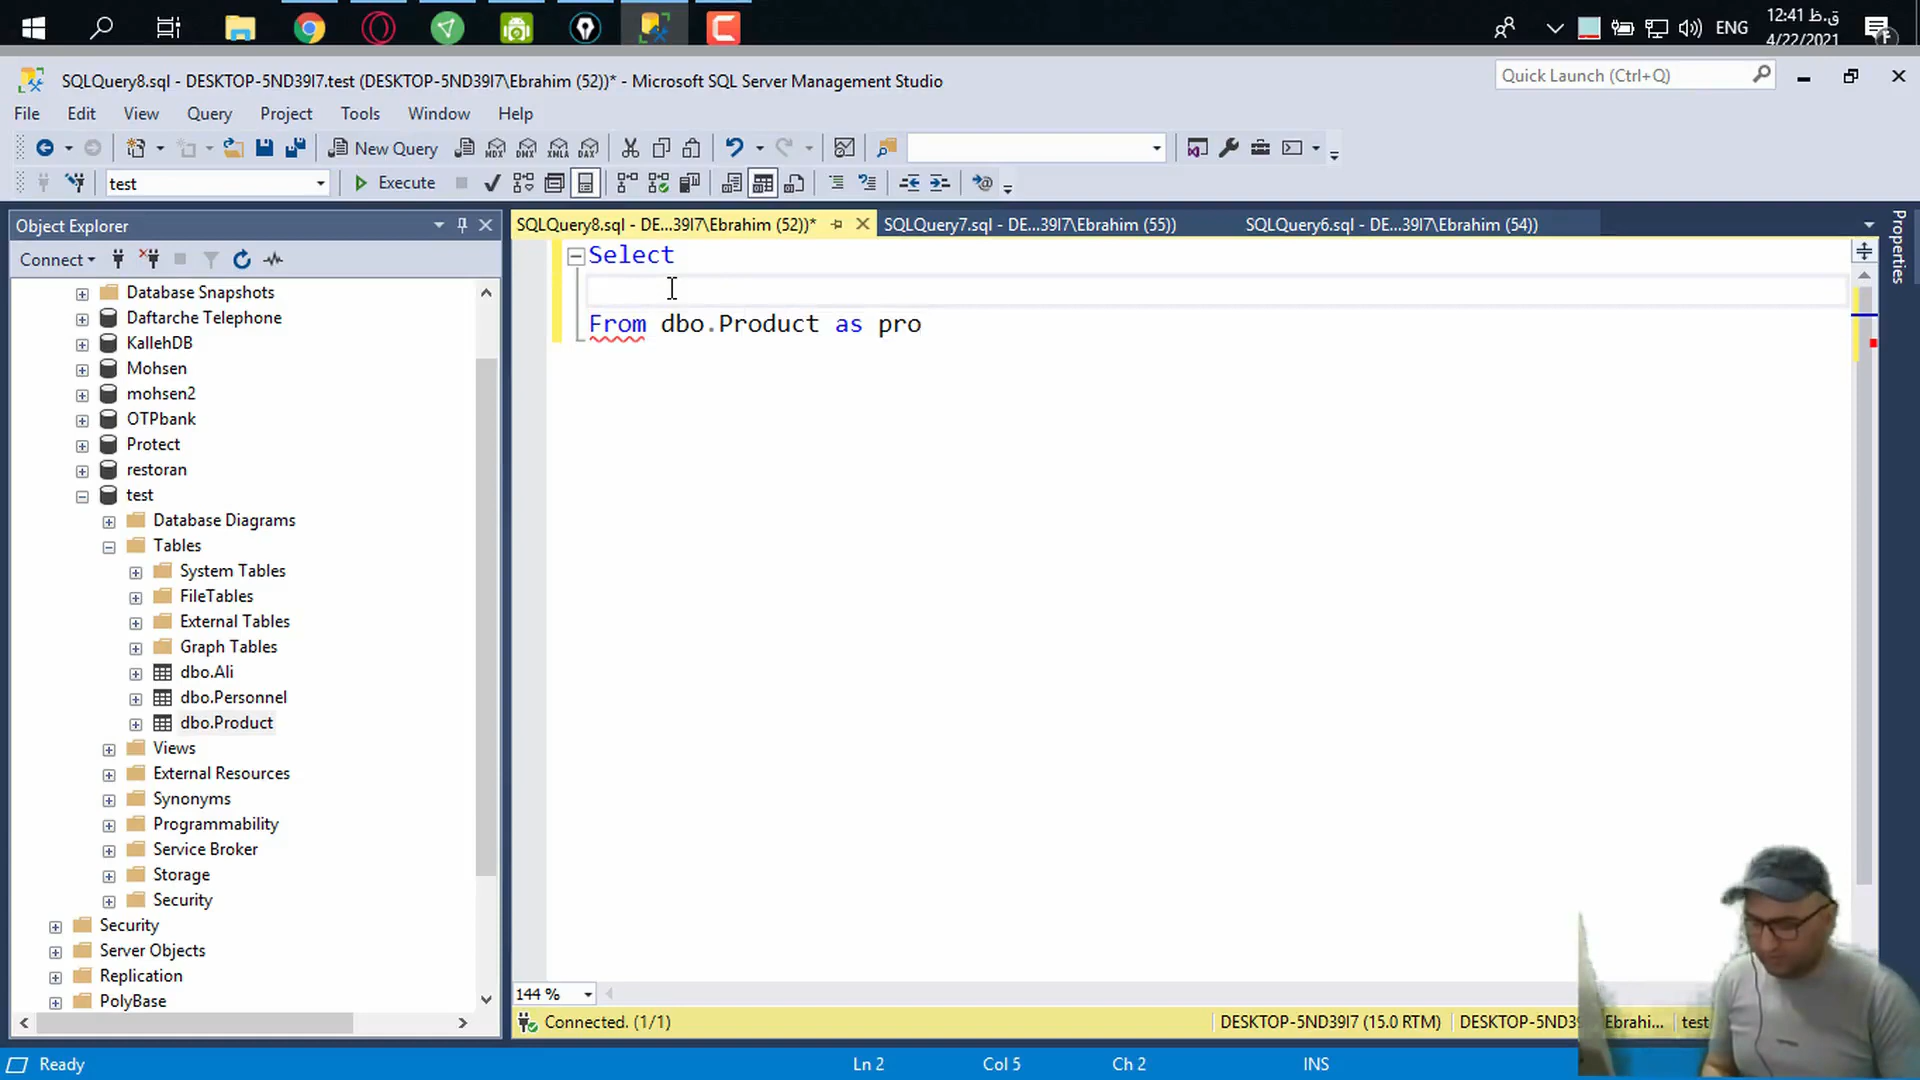 ENG
12:41 ق.ظ
4/22/2021
SQLQuery8.sql - DESKTOP-5ND39I7.test (DESKTOP-5ND39I7\Ebrahim (52))* - Microsoft SQL Server Management Studio
Quick Launch (Ctrl+Q)
File Edit View Query Project Tools Window Help
New Query
MDX DMX XMLA DAX
test
Execute
Object Explorer
SQLQuery8.sql - DE...39I7\Ebrahim (52))*
SQLQuery7.sql - DE...39I7\Ebrahim (55))
SQLQuery6.sql - DE...39I7\Ebrahim (54))
Properties
Connect
Database Snapshots
Daftarche Telephone
KallehDB
Mohsen
mohsen2
OTPbank
Protect
restoran
test
Database Diagrams
Tables
System Tables
FileTables
External Tables
Graph Tables
dbo.Ali
dbo.Personnel
dbo.Product
Views
External Resources
Synonyms
Programmability
Service Broker
Storage
Security
Security
Server Objects
Replication
PolyBase
Select
From dbo.Product as pro
144 %
Connected. (1/1)
DESKTOP-5ND39I7 (15.0 RTM)
DESKTOP-5ND39
Ebrahi...
test
Ready
Ln 2
Col 5
Ch 2
INS